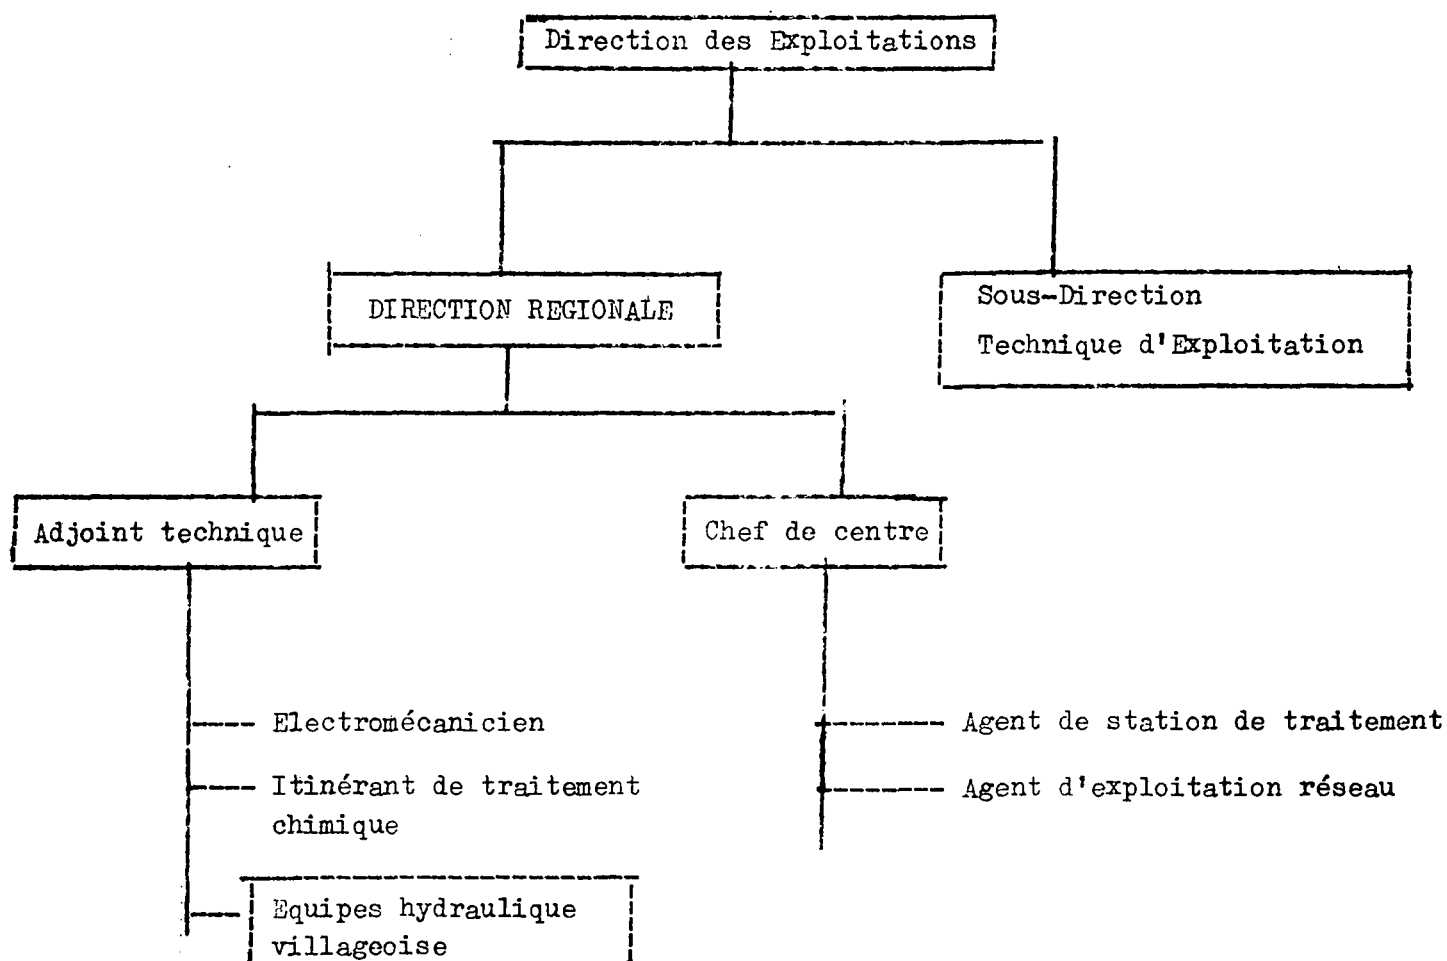 Direction des Exploitations
DIRECTION REGIONALE
Sous-Direction
Technique d'Exploitation
Adjoint technique
Chef de centre
Electromécanicien
Itinérant de traitement
chimique
Equipes hydraulique
villageoise
Agent de station de traitement
Agent d'exploitation réseau